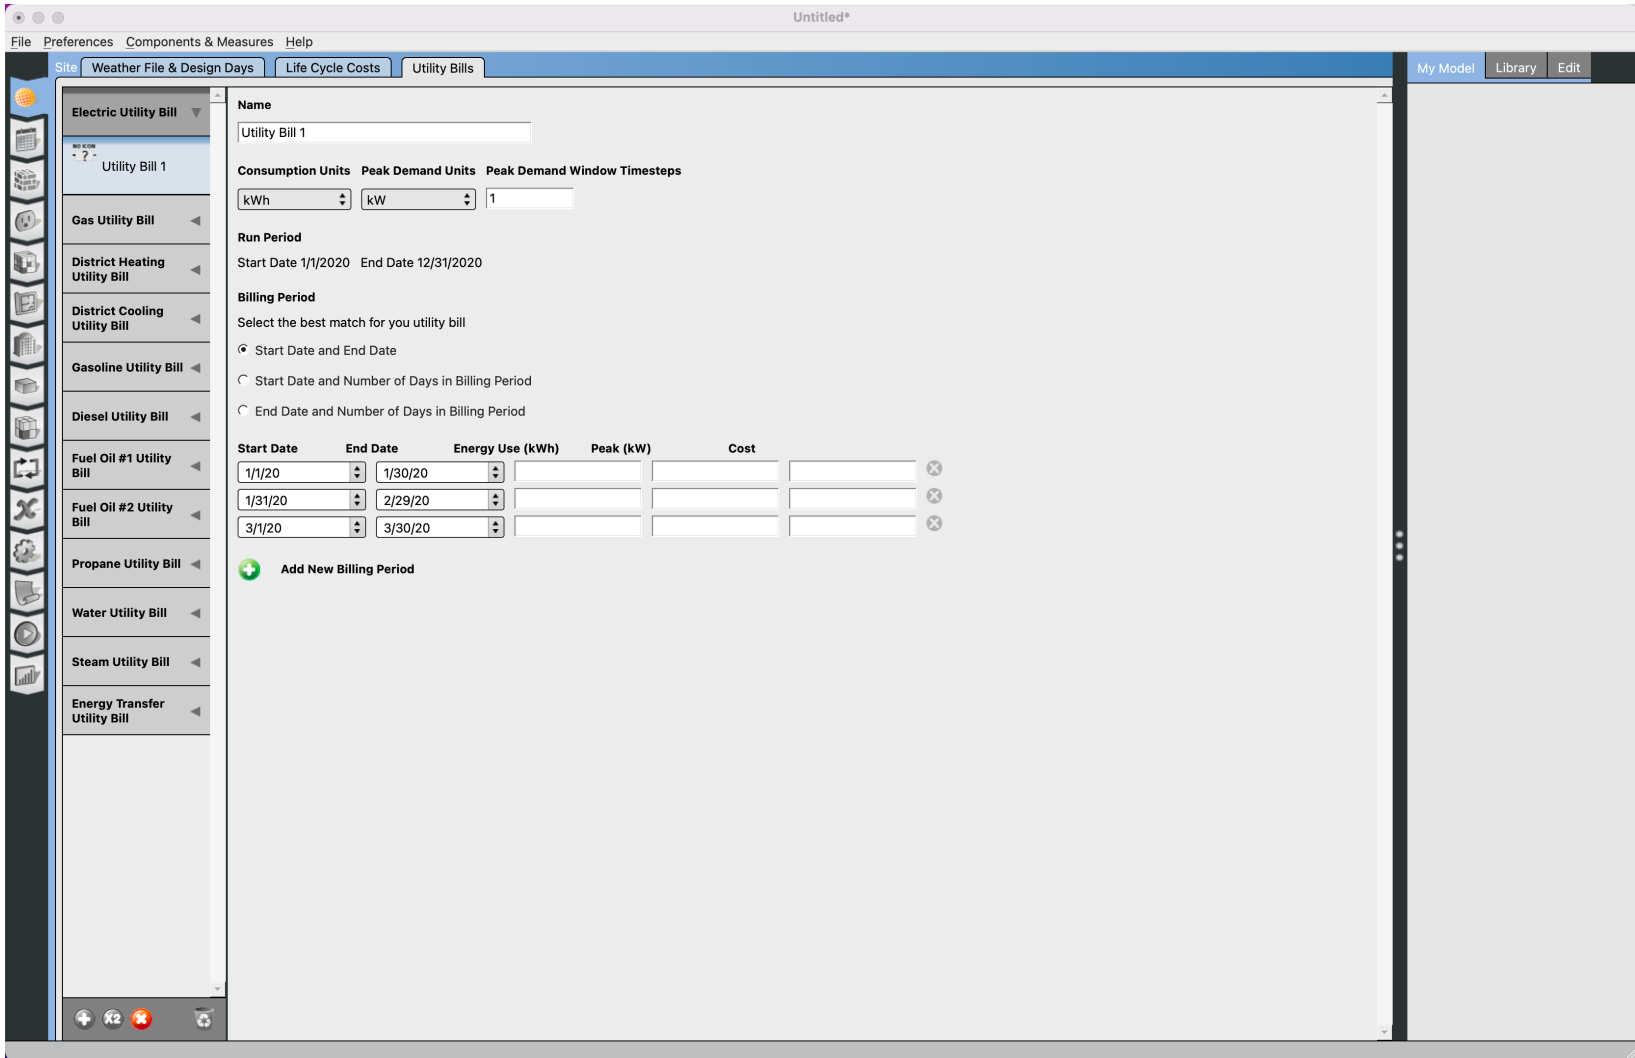 Untitled*
File Preferences Components & Measures Help
Site Weather File & Design Days Life Cycle Costs Utility Bills
My Model Library Edit
Electric Utility Bill
NO ICON
- ? -
Utility Bill 1
Gas Utility Bill
District Heating
Utility Bill
District Cooling
Utility Bill
Gasoline Utility Bill
Diesel Utility Bill
Fuel Oil #1 Utility
Bill
Fuel Oil #2 Utility
Bill
Propane Utility Bill
Water Utility Bill
Steam Utility Bill
Energy Transfer
Utility Bill
X2
Name
Utility Bill 1
Consumption Units Peak Demand Units Peak Demand Window Timesteps
kWh kW 1
Run Period
Start Date 1/1/2020 End Date 12/31/2020
Billing Period
Select the best match for you utility bill
Start Date and End Date
Start Date and Number of Days in Billing Period
End Date and Number of Days in Billing Period
Start Date End Date Energy Use (kWh) Peak (kW) Cost
1/1/20 1/30/20
1/31/20 2/29/20
3/1/20 3/30/20
Add New Billing Period